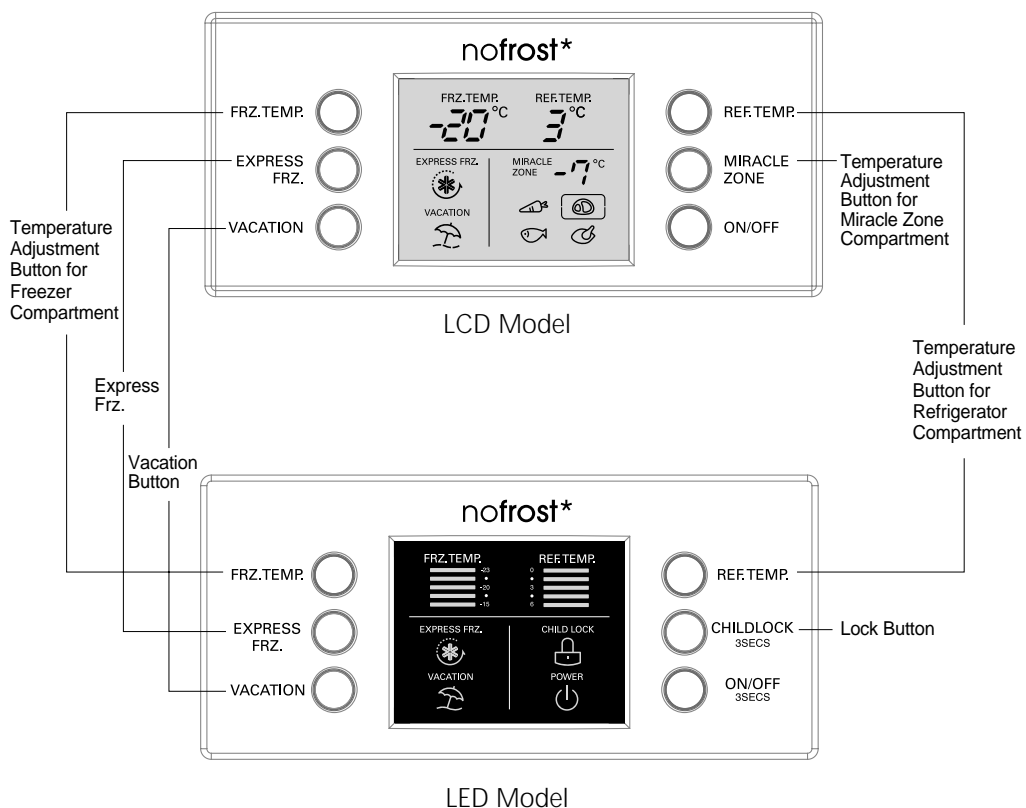 nofrost*
FRZ.TEMP.
EXPRESS
FRZ.
VACATION
FRZ.TEMP.
-20 °C
REF.TEMP.
3 °C
EXPRESS FRZ.
VACATION
MIRACLE
ZONE
-7 °C
REF.TEMP.
MIRACLE
ZONE
ON/OFF
Temperature
Adjustment
Button for
Miracle Zone
Compartment
LCD Model
Temperature
Adjustment
Button for
Freezer
Compartment
Express
Frz.
Vacation
Button
Temperature
Adjustment
Button for
Refrigerator
Compartment
nofrost*
FRZ.TEMP.
EXPRESS
FRZ.
VACATION
FRZ.TEMP.
-23
-20
-15
REF.TEMP.
0
3
6
EXPRESS FRZ.
VACATION
CHILD LOCK
POWER
REF.TEMP.
CHILDLOCK
3SECS
ON/OFF
3SECS
Lock Button
LED Model